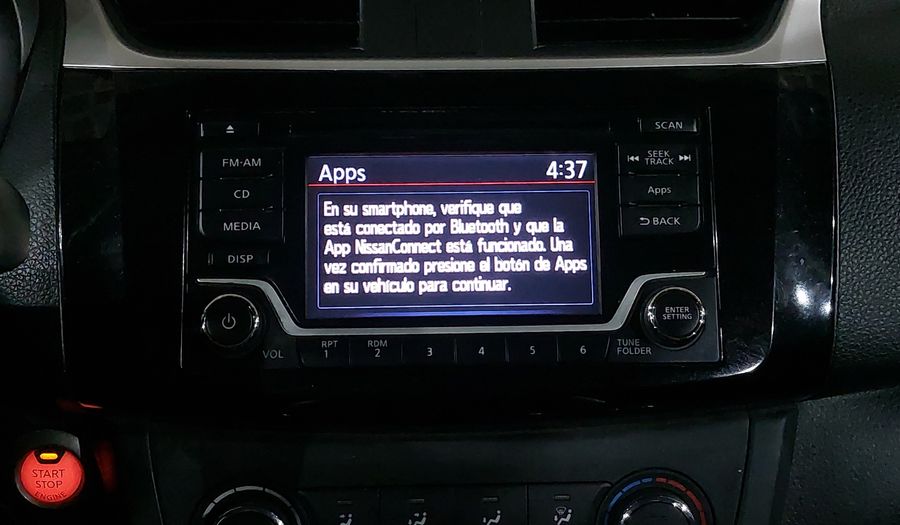 SCAN
FM·AM
SEEK
TRACK
CD
Apps
MEDIA
BACK
DISP
Apps 4:37
En su smartphone, verifique que
está conectado por Bluetooth y que la
App NissanConnect está funcionado. Una
vez confirmado presione el botón de Apps
en su vehículo para continuar.
ENTER
SETTING
VOL
RPT
1
RDM
2
3
4
5
6
TUNE
FOLDER
START
STOP
ENGINE